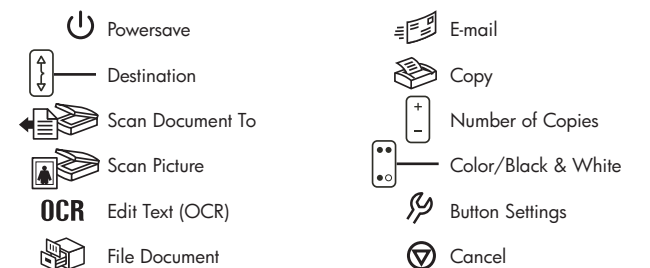 Powersave
Destination
Scan Document To
Scan Picture
OCR Edit Text (OCR)
File Document
E-mail
Copy
+
− Number of Copies
Color/Black & White
Button Settings
Cancel